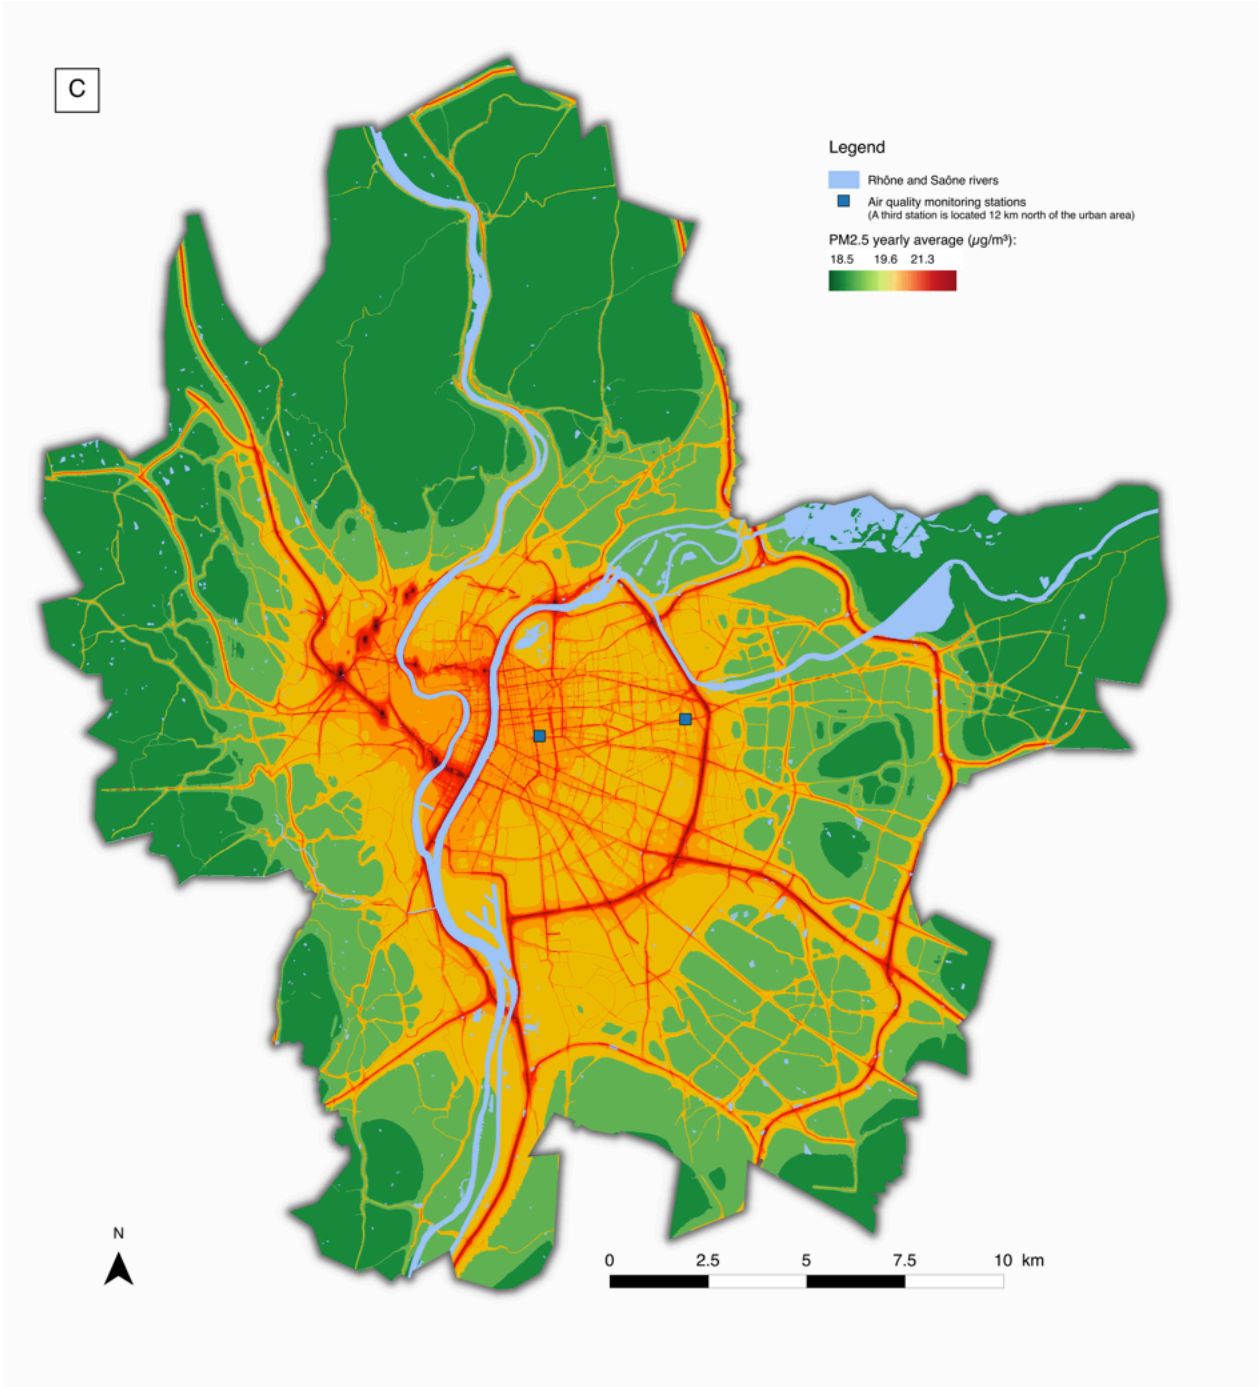 C
Legend
Rhône and Saône rivers
Air quality monitoring stations
(A third station is located 12 km north of the urban area)
PM2.5 yearly average (µg/m³):
18.5 19.6 21.3
N
0 2.5 5 7.5 10 km